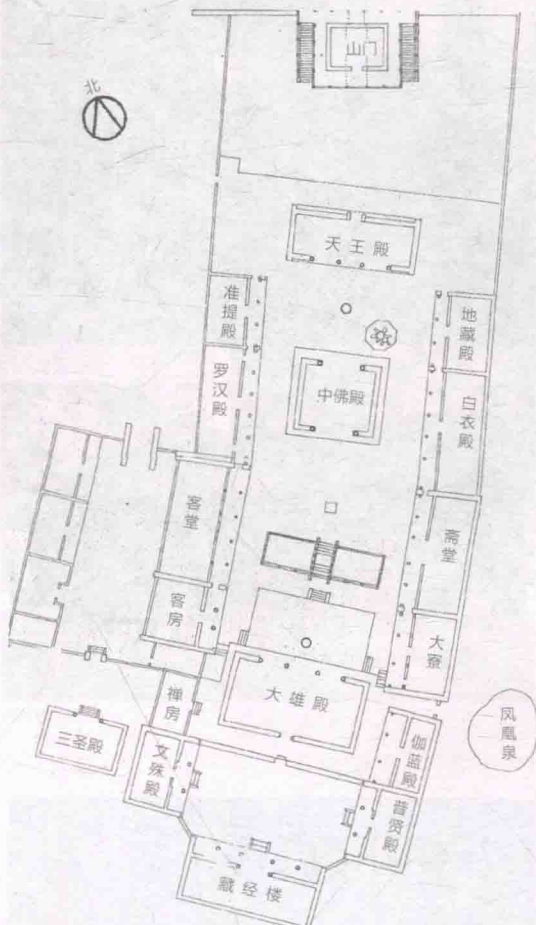 山门
北
天王殿
准提殿
地藏殿
罗汉殿
中佛殿
白衣殿
客堂
斋堂
客房
大寮
禅房
大雄殿
凤凰泉
三圣殿
文殊殿
伽蓝殿
普贤殿
藏经楼